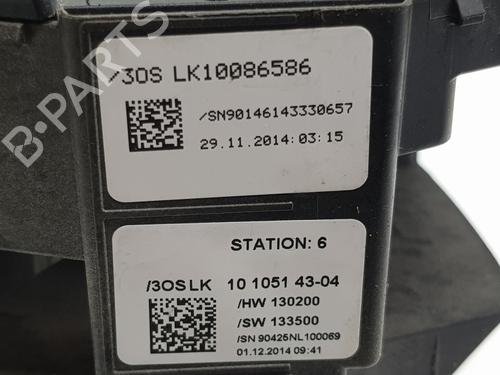 /3OS LK10086586
/SN90146143330657
29.11.2014:03:15
STATION: 6
/3OSLK 10 1051 43-04
/HW 130200
/SW 133500
/SN 90425NL100069
01.12.2014 09:41